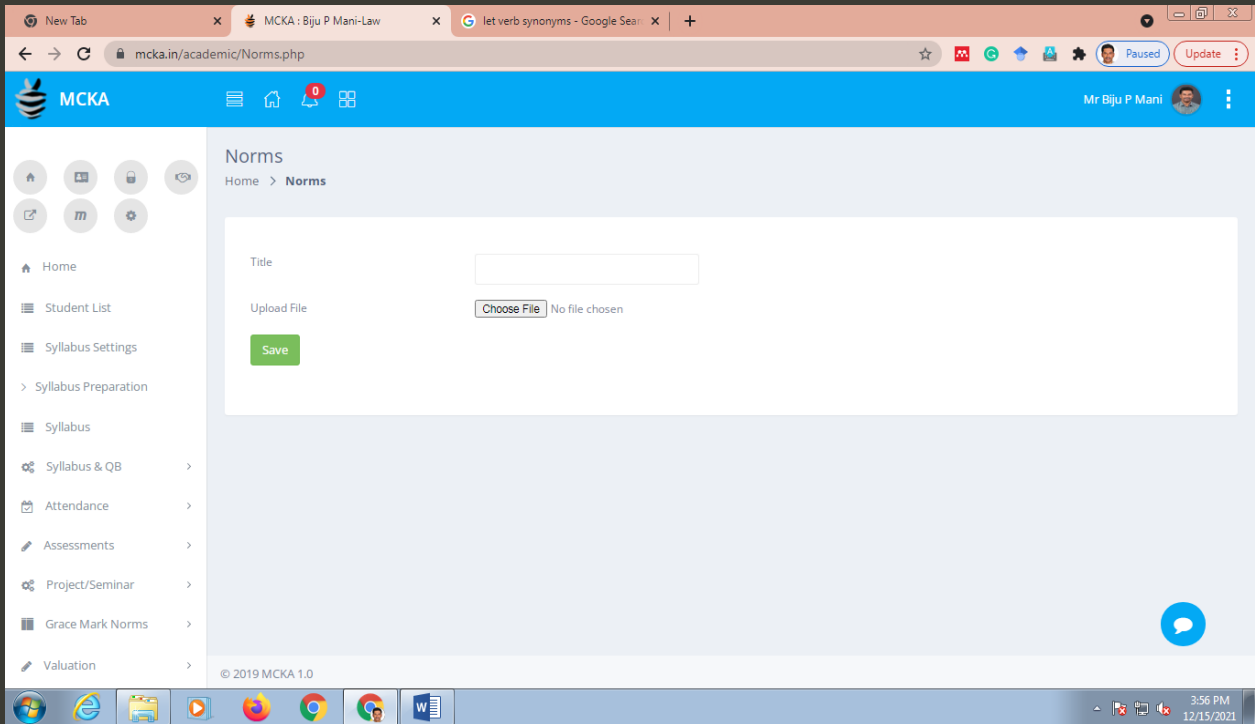 New Tab
MCKA : Biju P Mani-Law
let verb synonyms - Google Sear
mcka.in/academic/Norms.php
Paused
Update
MCKA
0
Mr Biju P Mani
Norms
Home > Norms
Home
Student List
Syllabus Settings
Syllabus Preparation
Syllabus
Syllabus & QB
Attendance
Assessments
Project/Seminar
Grace Mark Norms
Valuation
Title
Upload File
Choose File No file chosen
Save
© 2019 MCKA 1.0
3:56 PM
12/15/2021